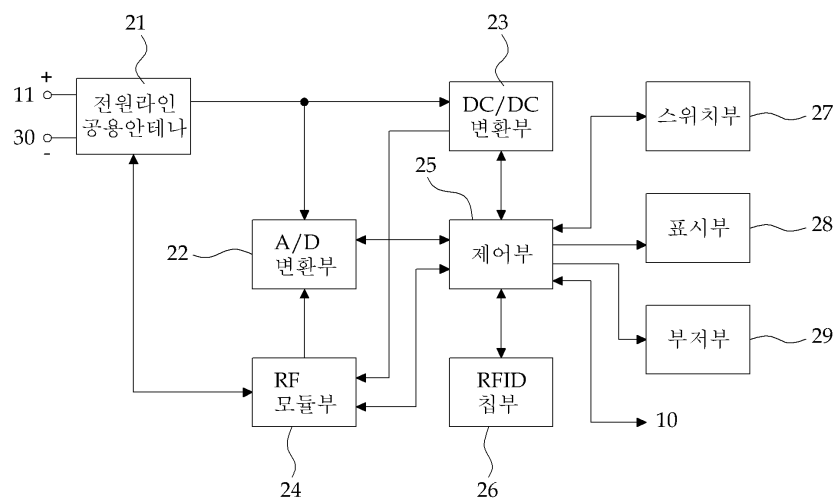 21
23
+
11
30
-
전원라인
공용안테나
DC/DC
변환부
스위치부
27
25
22
A/D
변환부
제어부
표시부
28
부저부
29
RF
모듈부
RFID
칩부
10
24
26